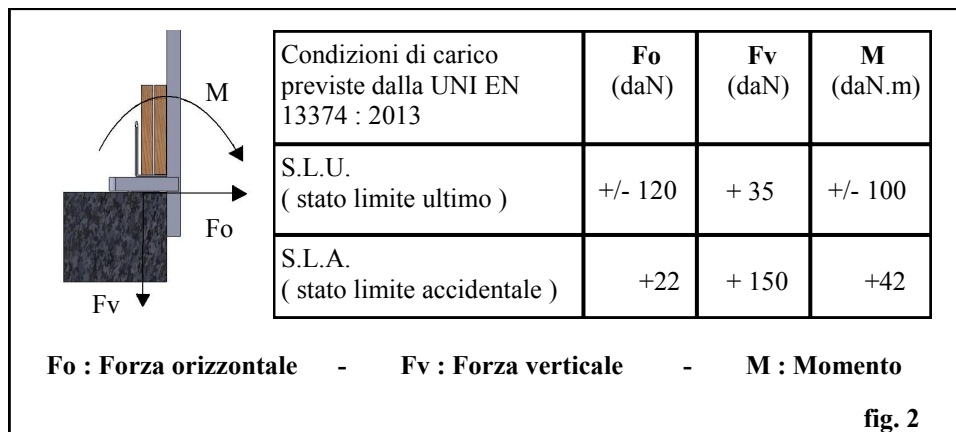 M
Fo
Fv
Condizioni di carico
previste dalla UNI EN
13374 : 2013
Fo
(daN)
Fv
(daN)
M
(daN.m)
S.L.U.
( stato limite ultimo )
+/- 120
+ 35
+/- 100
S.L.A.
( stato limite accidentale )
+22
+ 150
+42
Fo : Forza orizzontale - Fv : Forza verticale - M : Momento
fig. 2